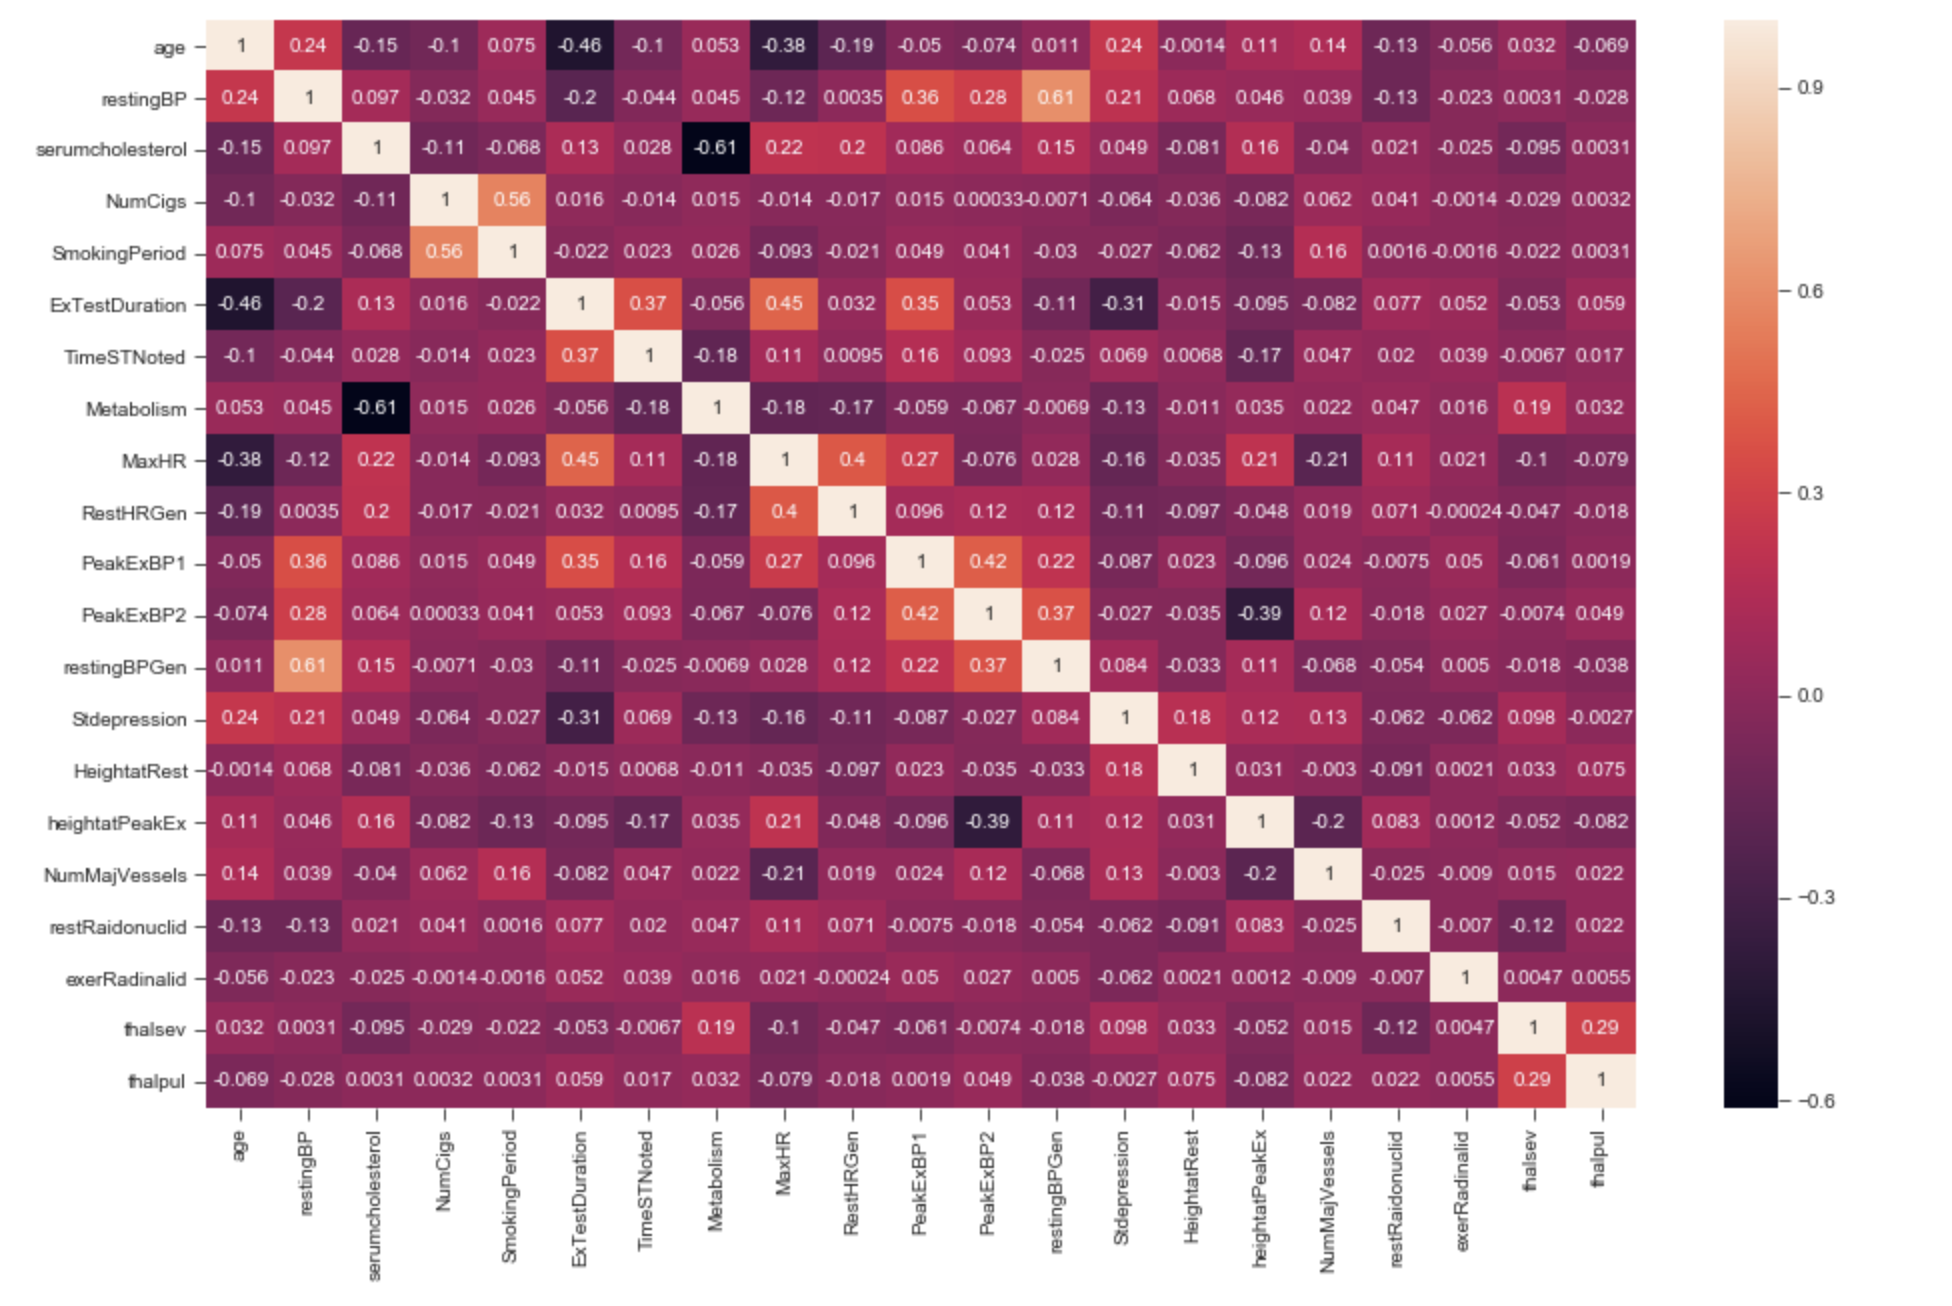 age 1 0.24 -0.15 -0.1 0.075 -0.46 -0.1 0.053 -0.38 -0.19 -0.05 -0.074 0.011 0.24 -0.0014 0.11 0.14 -0.13 -0.056 0.032 -0.069
restingBP 0.24 1 0.097 -0.032 0.045 -0.2 -0.044 0.045 -0.12 0.0035 0.36 0.28 0.61 0.21 0.068 0.046 0.039 -0.13 -0.023 0.0031 -0.028
serumcholesterol -0.15 0.097 1 -0.11 -0.068 0.13 0.028 -0.61 0.22 0.2 0.086 0.064 0.15 0.049 -0.081 0.16 -0.04 0.021 -0.025 -0.095 0.0031
NumCigs -0.1 -0.032 -0.11 1 0.56 0.016 -0.014 0.015 -0.014 -0.017 0.015 0.00033 -0.0071 -0.064 -0.036 -0.082 0.062 0.041 -0.0014 -0.029 0.0032
SmokingPeriod 0.075 0.045 -0.068 0.56 1 -0.022 0.023 0.026 -0.093 -0.021 0.049 0.041 -0.03 -0.027 -0.062 -0.13 0.16 0.0016 -0.0016 -0.022 0.0031
ExTestDuration -0.46 -0.2 0.13 0.016 -0.022 1 0.37 -0.056 0.45 0.032 0.35 0.053 -0.11 -0.31 -0.015 -0.095 -0.082 0.077 0.052 -0.053 0.059
TimeSTNoted -0.1 -0.044 0.028 -0.014 0.023 0.37 1 -0.18 0.11 0.0095 0.16 0.093 -0.025 0.069 0.0068 -0.17 0.047 0.02 0.039 -0.0067 0.017
Metabolism 0.053 0.045 -0.61 0.015 0.026 -0.056 -0.18 1 -0.18 -0.17 -0.059 -0.067 -0.0069 -0.13 -0.011 0.035 0.022 0.047 0.016 0.19 0.032
MaxHR -0.38 -0.12 0.22 -0.014 -0.093 0.45 0.11 -0.18 1 0.4 0.27 -0.076 0.028 -0.16 -0.035 0.21 -0.21 0.11 0.021 -0.1 -0.079
RestHRGen -0.19 0.0035 0.2 -0.017 -0.021 0.032 0.0095 -0.17 0.4 1 0.096 0.12 0.12 -0.11 -0.097 -0.048 0.019 0.071 -0.00024 -0.047 -0.018
PeakExBP1 -0.05 0.36 0.086 0.015 0.049 0.35 0.16 -0.059 0.27 0.096 1 0.42 0.22 -0.087 0.023 -0.096 0.024 -0.0075 0.05 -0.061 0.0019
PeakExBP2 -0.074 0.28 0.064 0.00033 0.041 0.053 0.093 -0.067 -0.076 0.12 0.42 1 0.37 -0.027 -0.035 -0.39 0.12 -0.018 0.027 -0.0074 0.049
restingBPGen 0.011 0.61 0.15 -0.0071 -0.03 -0.11 -0.025 -0.0069 0.028 0.12 0.22 0.37 1 0.084 -0.033 0.11 -0.068 -0.054 0.005 -0.018 -0.038
Stdepression 0.24 0.21 0.049 -0.064 -0.027 -0.31 0.069 -0.13 -0.16 -0.11 -0.087 -0.027 0.084 1 0.18 0.12 0.13 -0.062 -0.062 0.098 -0.0027
HeightatRest -0.0014 0.068 -0.081 -0.036 -0.062 -0.015 0.0068 -0.011 -0.035 -0.097 0.023 -0.035 -0.033 0.18 1 0.031 -0.003 -0.091 0.0021 0.033 0.075
heightatPeakEx 0.11 0.046 0.16 -0.082 -0.13 -0.095 -0.17 0.035 0.21 -0.048 -0.096 -0.39 0.11 0.12 0.031 1 -0.2 0.083 0.0012 -0.052 -0.082
NumMajVessels 0.14 0.039 -0.04 0.062 0.16 -0.082 0.047 0.022 -0.21 0.019 0.024 0.12 -0.068 0.13 -0.003 -0.2 1 -0.025 -0.009 0.015 0.022
restRaidonuclid -0.13 -0.13 0.021 0.041 0.0016 0.077 0.02 0.047 0.11 0.071 -0.0075 -0.018 -0.054 -0.062 -0.091 0.083 -0.025 1 -0.007 -0.12 0.022
exerRadinalid -0.056 -0.023 -0.025 -0.0014 -0.0016 0.052 0.039 0.016 0.021 -0.00024 0.05 0.027 0.005 -0.062 0.0021 0.0012 -0.009 -0.007 1 0.0047 0.0055
thalsev 0.032 0.0031 -0.095 -0.029 -0.022 -0.053 -0.0067 0.19 -0.1 -0.047 -0.061 -0.0074 -0.018 0.098 0.033 -0.052 0.015 -0.12 0.0047 1 0.29
thalpul -0.069 -0.028 0.0031 0.0032 0.0031 0.059 0.017 0.032 -0.079 -0.018 0.0019 0.049 -0.038 -0.0027 0.075 -0.082 0.022 0.022 0.0055 0.29 1
age restingBP serumcholesterol NumCigs SmokingPeriod ExTestDuration TimeSTNoted Metabolism MaxHR RestHRGen PeakExBP1 PeakExBP2 restingBPGen Stdepression HeightatRest heightatPeakEx NumMajVessels restRaidonuclid exerRadinalid thalsev thalpul
0.9
0.6
0.3
0.0
-0.3
-0.6